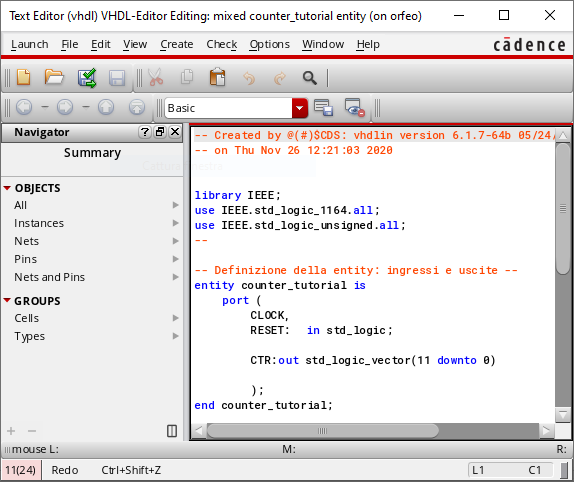 Text Editor (vhdl) VHDL-Editor Editing: mixed counter_tutorial entity (on orfeo)
Launch File Edit View Create Check Options Window Help cādence
Basic
Navigator
Summary
OBJECTS
All
Instances
Nets
Pins
Nets and Pins
GROUPS
Cells
Types
-- Created by @(#)$CDS: vhdlin version 6.1.7-64b 05/24/
-- on Thu Nov 26 12:21:03 2020
library IEEE;
use IEEE.std_logic_1164.all;
use IEEE.std_logic_unsigned.all;
--
-- Definizione della entity: ingressi e uscite --
entity counter_tutorial is
port (
CLOCK,
RESET: in std_logic;
CTR:out std_logic_vector(11 downto 0)
);
end counter_tutorial;
mouse L: M: R:
11(24) Redo Ctrl+Shift+Z L1 C1